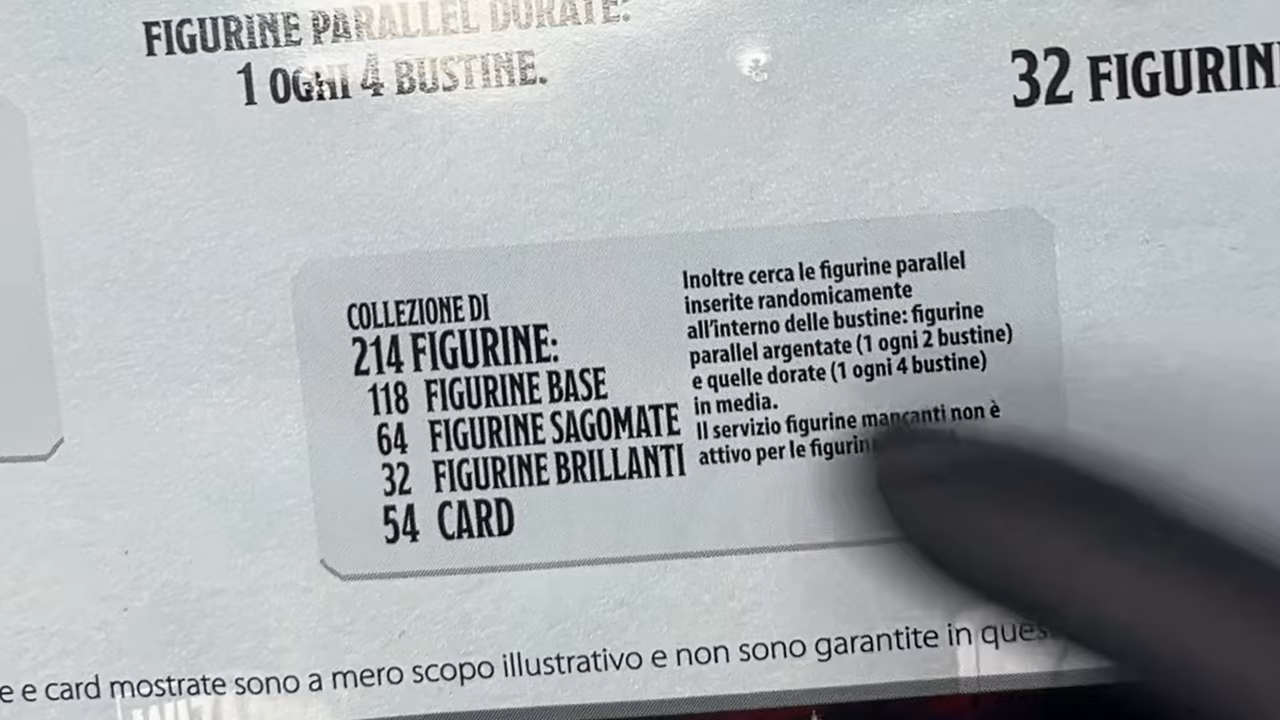 FIGURINE PARALLEL DORATE:
1 OGNI 4 BUSTINE.
32 FIGURIN
COLLEZIONE DI
214 FIGURINE:
118 FIGURINE BASE
64 FIGURINE SAGOMATE
32 FIGURINE BRILLANTI
54 CARD
Inoltre cerca le figurine parallel
inserite randomicamente
all'interno delle bustine: figurine
parallel argentate (1 ogni 2 bustine)
e quelle dorate (1 ogni 4 bustine)
in media.
Il servizio figurine mancanti non è
attivo per le figurin
e e card mostrate sono a mero scopo illustrativo e non sono garantite in ques